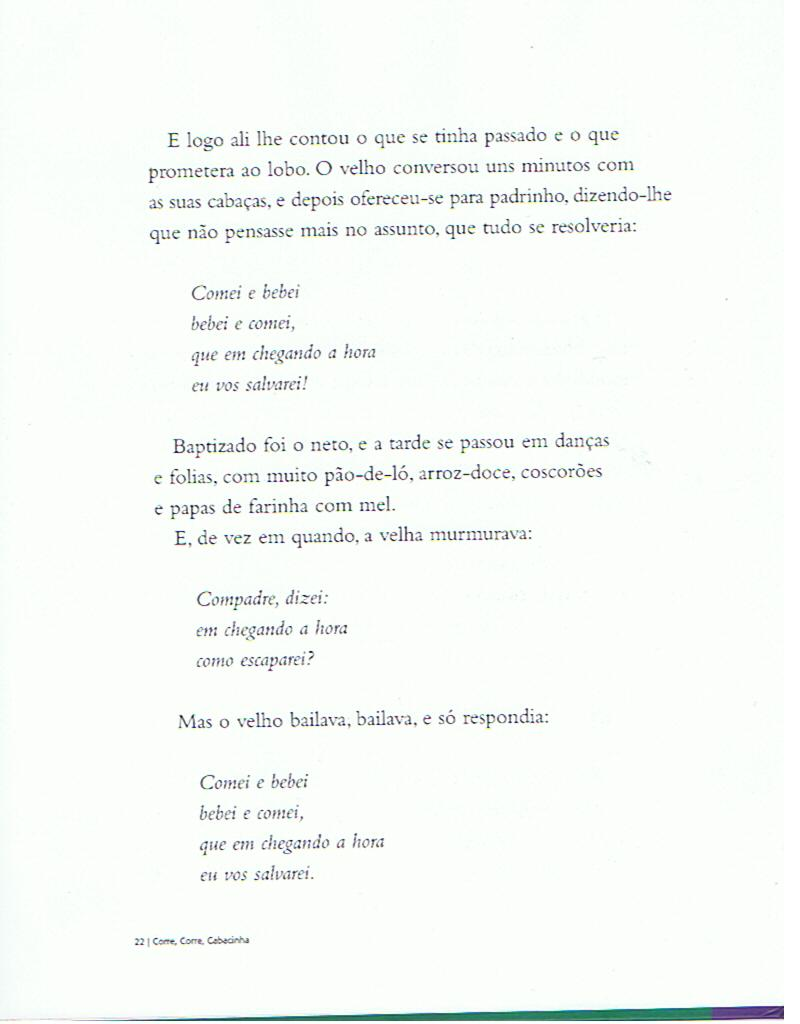 E logo ali lhe contou o que se tinha passado e o que
prometera ao lobo. O velho conversou uns minutos com
as suas cabaças, e depois ofereceu-se para padrinho, dizendo-lhe
que não pensasse mais no assunto, que tudo se resolveria:
Comei e bebei
bebei e comei,
que em chegando a hora
eu vos salvarei!
Baptizado foi o neto, e a tarde se passou em danças
e folias, com muito pão-de-ló, arroz-doce, coscorões
e papas de farinha com mel.
E, de vez em quando, a velha murmurava:
Compadre, dizei:
em chegando a hora
como escaparei?
Mas o velho bailava, bailava, e só respondia:
Comei e bebei
bebei e comei,
que em chegando a hora
eu vos salvarei.
22 | Corre, Corre, Cabacinha